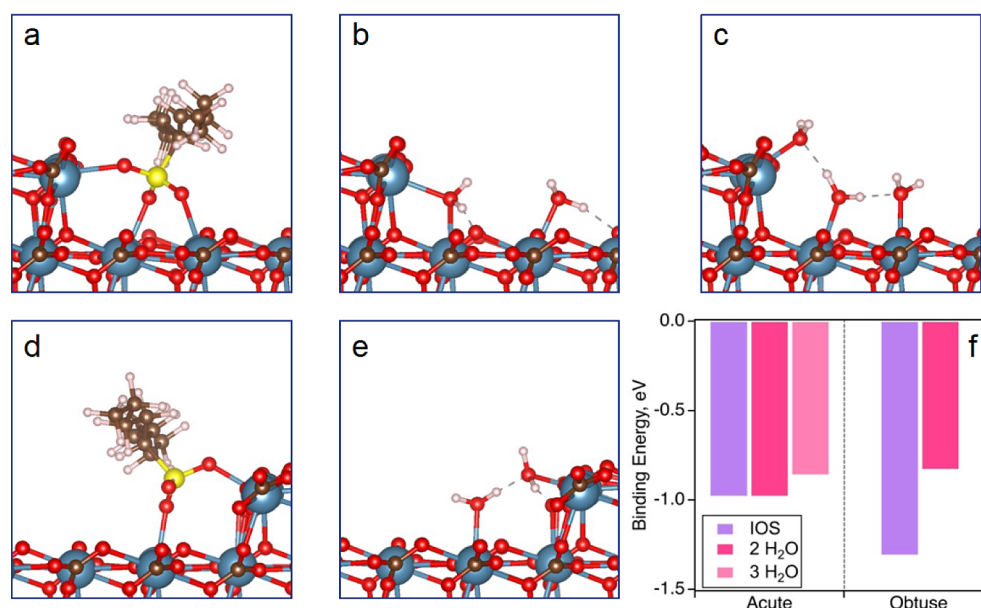 a
b
c
d
e
f
0.0
-0.5
-1.0
-1.5
Binding Energy, eV
IOS
2 H₂O
3 H₂O
Acute
Obtuse